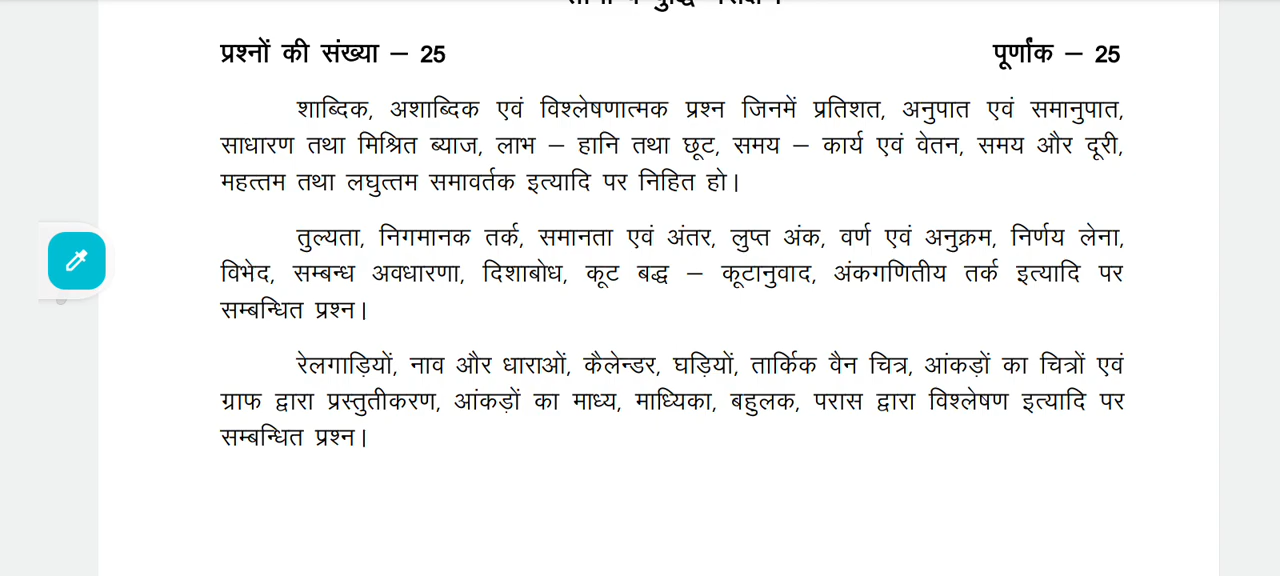 प्रश्नों की संख्या – 25 पूर्णांक – 25
शाब्दिक, अशाब्दिक एवं विश्लेषणात्मक प्रश्न जिनमें प्रतिशत, अनुपात एवं समानुपात,
साधारण तथा मिश्रित ब्याज, लाभ – हानि तथा छूट, समय – कार्य एवं वेतन, समय और दूरी,
महत्तम तथा लघुत्तम समावर्तक इत्यादि पर निहित हो।
तुल्यता, निगमानक तर्क, समानता एवं अंतर, लुप्त अंक, वर्ण एवं अनुक्रम, निर्णय लेना,
विभेद, सम्बन्ध अवधारणा, दिशाबोध, कूट बद्ध – कूटानुवाद, अंकगणितीय तर्क इत्यादि पर
सम्बन्धित प्रश्न।
रेलगाड़ियों, नाव और धाराओं, कैलेन्डर, घड़ियों, तार्किक वैन चित्र, आंकड़ों का चित्रों एवं
ग्राफ द्वारा प्रस्तुतीकरण, आंकड़ों का माध्य, माध्यिका, बहुलक, परास द्वारा विश्लेषण इत्यादि पर
सम्बन्धित प्रश्न।